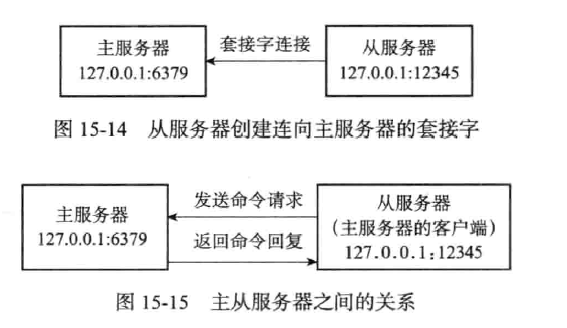 主服务器
127.0.0.1:6379
套接字连接
从服务器
127.0.0.1:12345
图 15-14 从服务器创建连向主服务器的套接字
主服务器
127.0.0.1:6379
发送命令请求
返回命令回复
从服务器
(主服务器的客户端)
127.0.0.1:12345
图 15-15 主从服务器之间的关系